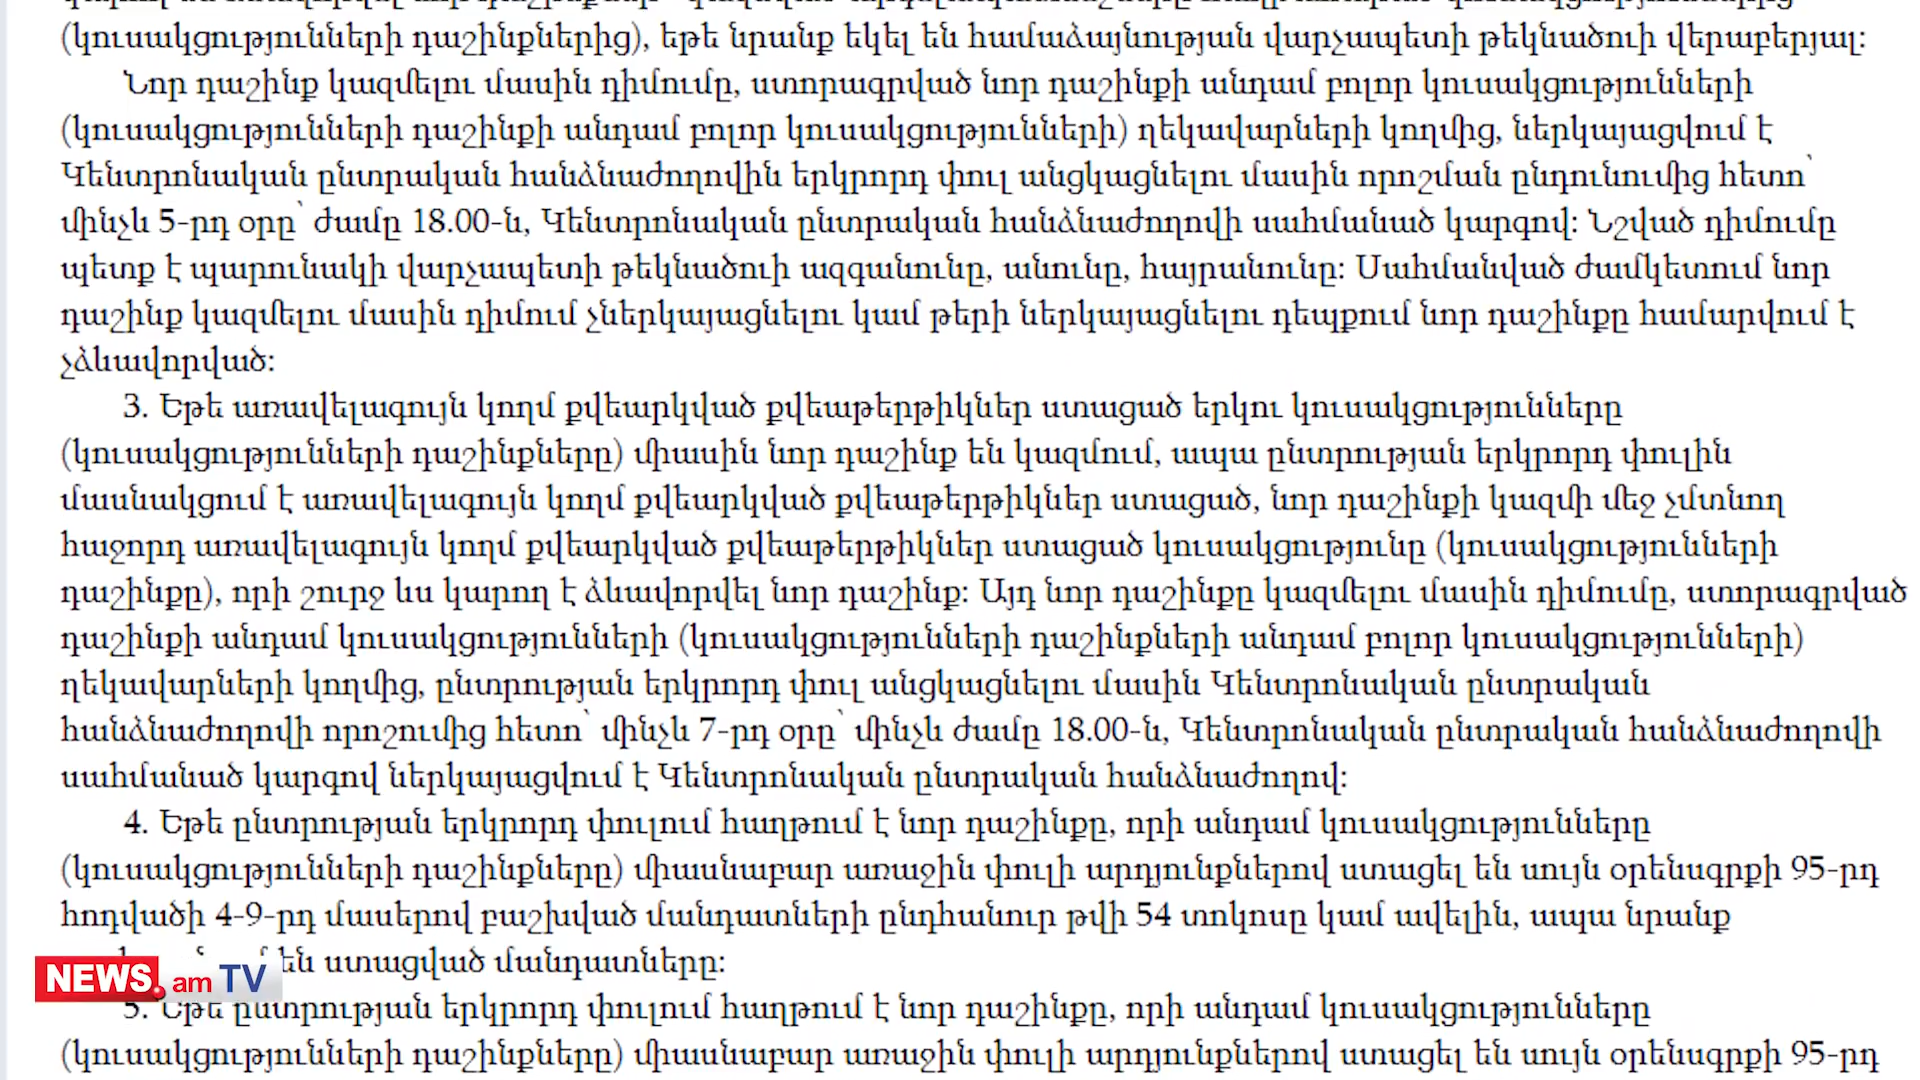 (կուսակցությունների դաշինքներից), եթե նրանք եկել են համաձայնության վարչապետի թեկնածուի վերաբերյալ:
Նոր դաշինք կազմելու մասին դիմումը, ստորագրված նոր դաշինքի անդամ բոլոր կուսակցությունների
(կուսակցությունների դաշինքի անդամ բոլոր կուսակցությունների) ղեկավարների կողմից, ներկայացվում է
Կենտրոնական ընտրական հանձնաժողովին երկրորդ փուլ անցկացնելու մասին որոշման ընդունումից հետո՝
մինչև 5-րդ օրը՝ ժամը 18.00-ն, Կենտրոնական ընտրական հանձնաժողովի սահմանած կարգով: Նշված դիմումը
պետք է պարունակի վարչապետի թեկնածուի ազգանունը, անունը, հայրանունը: Սահմանված ժամկետում նոր
դաշինք կազմելու մասին դիմում չներկայացնելու կամ թերի ներկայացնելու դեպքում նոր դաշինքը համարվում է
չձևավորված:
3. Եթե առավելագույն կողմ քվեարկված քվեաթերթիկներ ստացած երկու կուսակցությունները
(կուսակցությունների դաշինքները) միասին նոր դաշինք են կազմում, ապա ընտրության երկրորդ փուլին
մասնակցում է առավելագույն կողմ քվեարկված քվեաթերթիկներ ստացած, նոր դաշինքի կազմի մեջ չմտնող
հաջորդ առավելագույն կողմ քվեարկված քվեաթերթիկներ ստացած կուսակցությունը (կուսակցությունների
դաշինքը), որի շուրջ ևս կարող է ձևավորվել նոր դաշինք: Այդ նոր դաշինքը կազմելու մասին դիմումը, ստորագրված
դաշինքի անդամ կուսակցությունների (կուսակցությունների դաշինքների անդամ բոլոր կուսակցությունների)
ղեկավարների կողմից, ընտրության երկրորդ փուլ անցկացնելու մասին Կենտրոնական ընտրական
հանձնաժողովի որոշումից հետո՝ մինչև 7-րդ օրը՝ մինչև ժամը 18.00-ն, Կենտրոնական ընտրական հանձնաժողովի
սահմանած կարգով ներկայացվում է Կենտրոնական ընտրական հանձնաժողով:
4. Եթե ընտրության երկրորդ փուլում հաղթում է նոր դաշինքը, որի անդամ կուսակցությունները
(կուսակցությունների դաշինքները) միասնաբար առաջին փուլի արդյունքներով ստացել են սույն օրենսգրքի 95-րդ
հոդվածի 4-9-րդ մասերով բաշխված մանդատների ընդհանուր թվի 54 տոկոսը կամ ավելին, ապա նրանք
են ստացված մանդատները:
NEWS.am TV
5. Եթե ընտրության երկրորդ փուլում հաղթում է նոր դաշինքը, որի անդամ կուսակցությունները
(կուսակցությունների դաշինքները) միասնաբար առաջին փուլի արդյունքներով ստացել են սույն օրենսգրքի 95-րդ